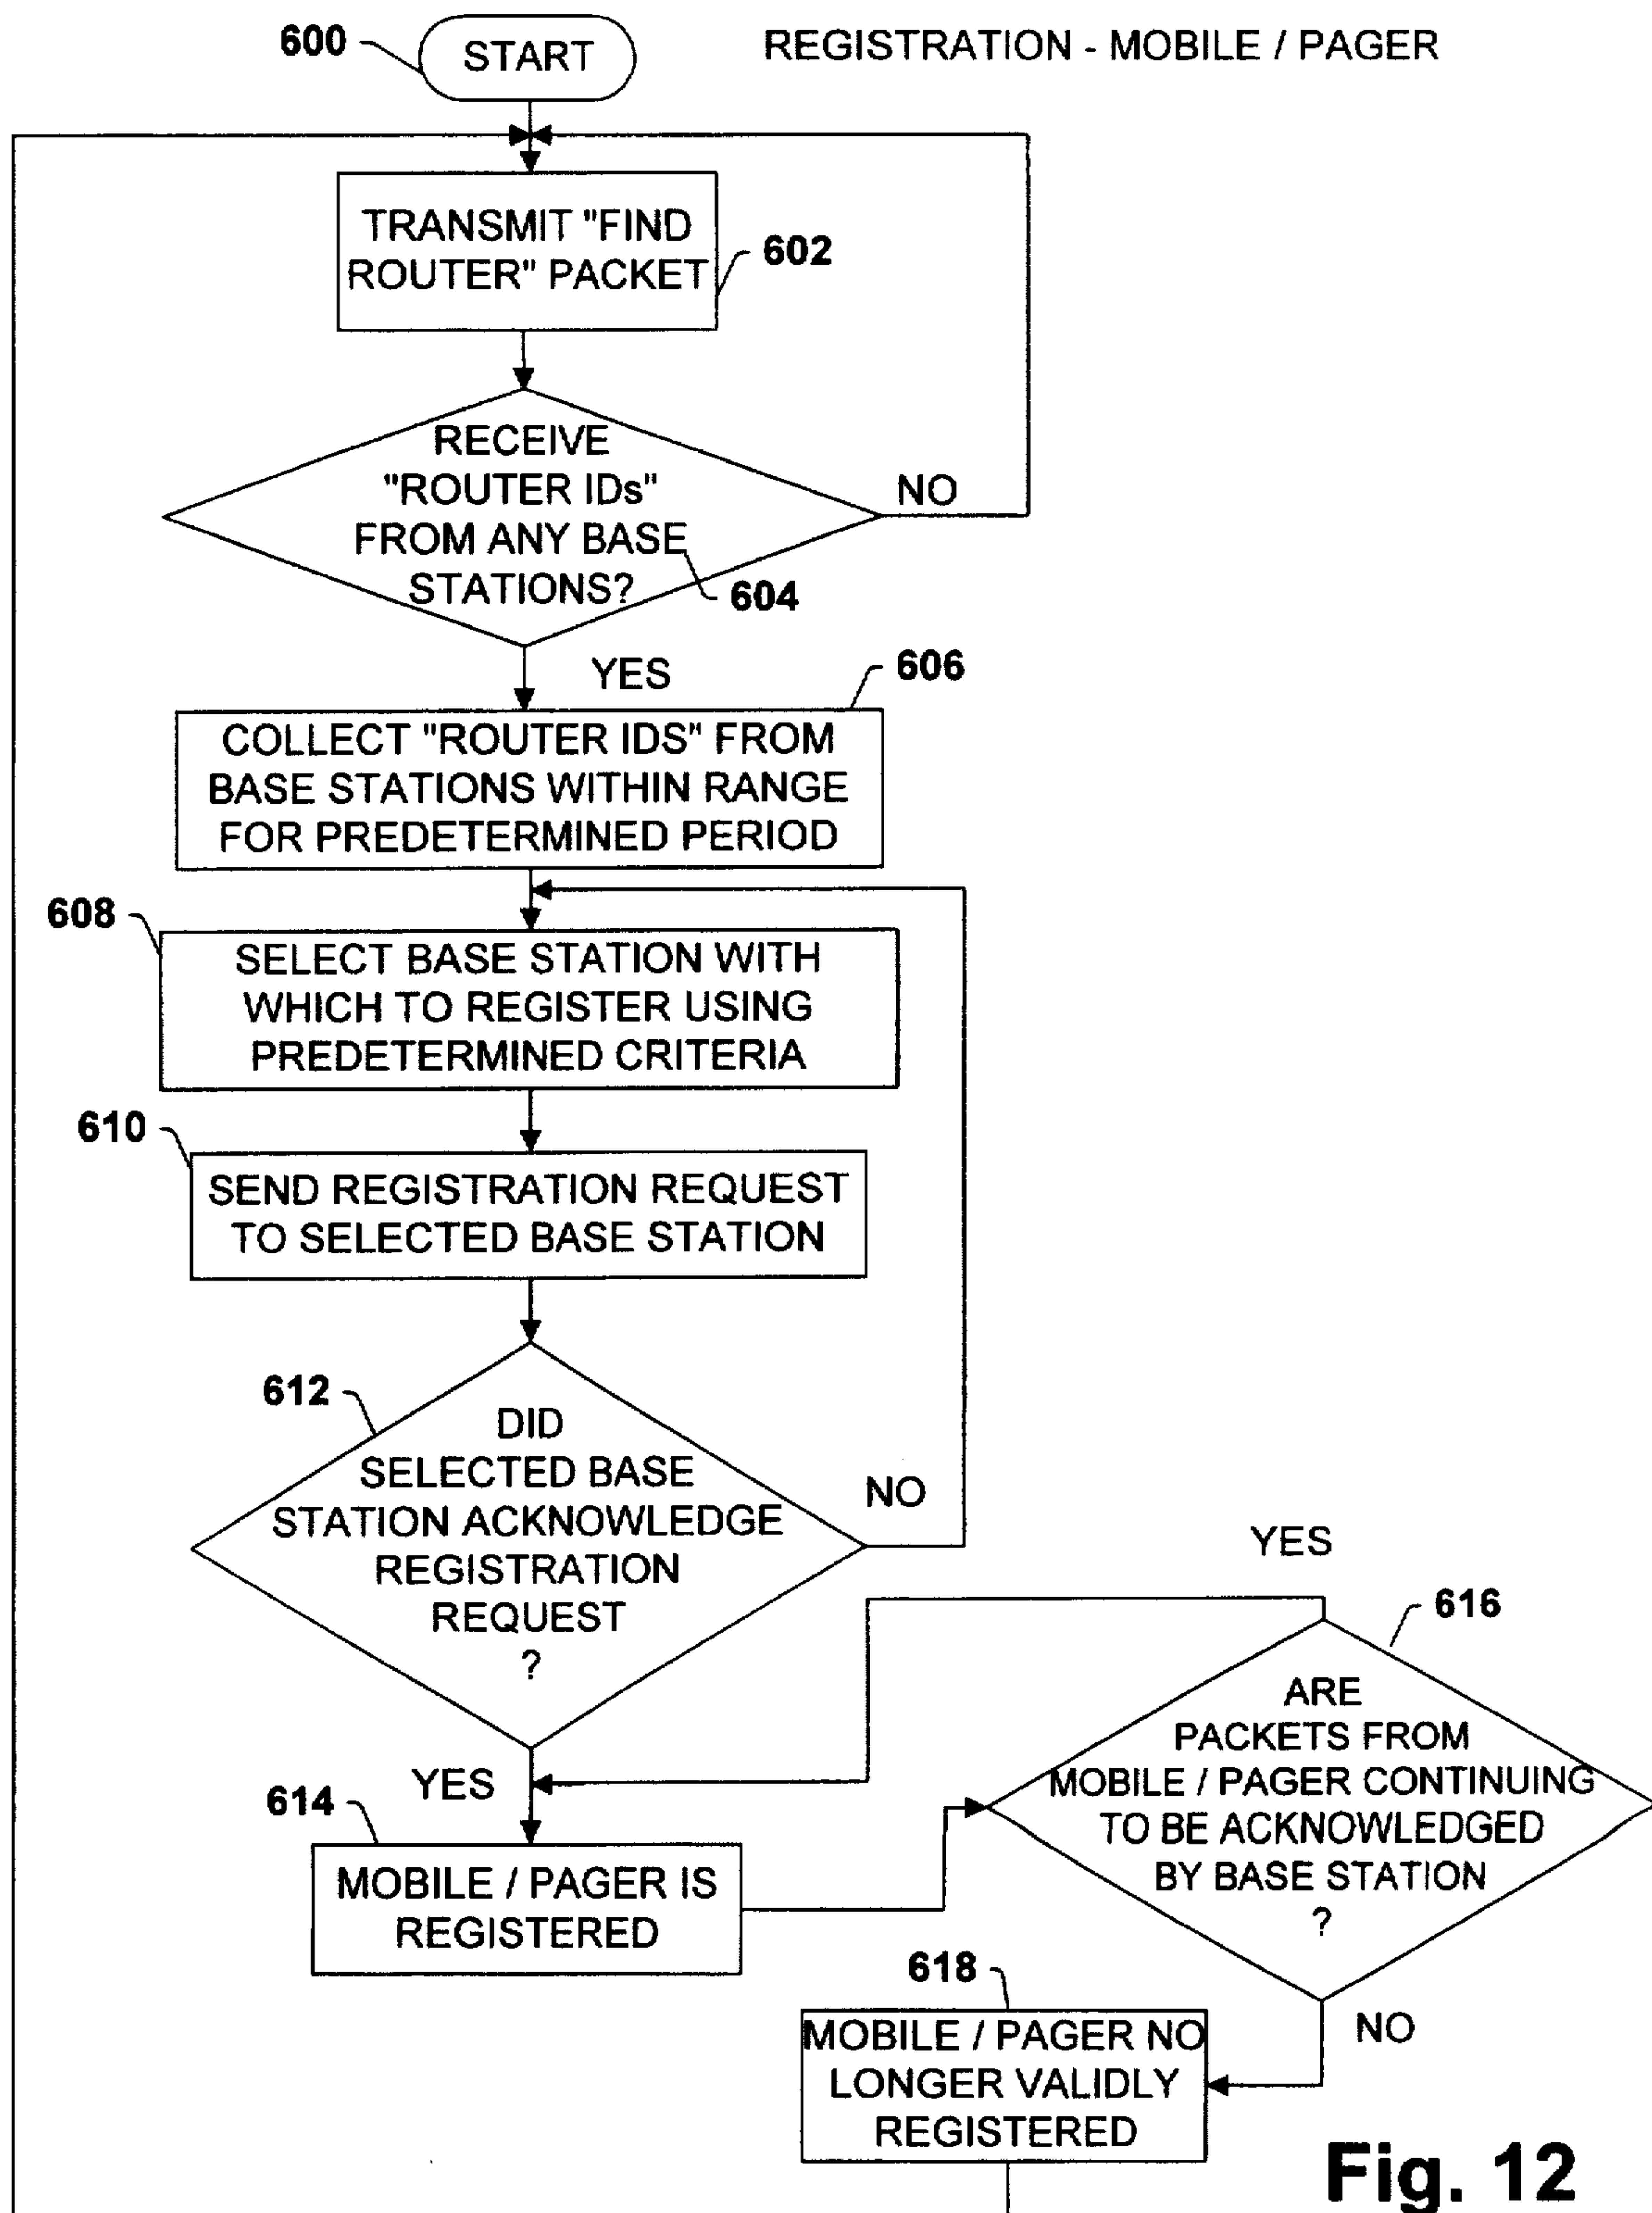 600
START
REGISTRATION - MOBILE / PAGER
TRANSMIT "FIND
ROUTER" PACKET
602
RECEIVE
"ROUTER IDs"
FROM ANY BASE
STATIONS?
NO
604
YES
606
COLLECT "ROUTER IDS" FROM
BASE STATIONS WITHIN RANGE
FOR PREDETERMINED PERIOD
608
SELECT BASE STATION WITH
WHICH TO REGISTER USING
PREDETERMINED CRITERIA
610
SEND REGISTRATION REQUEST
TO SELECTED BASE STATION
612
DID
SELECTED BASE
STATION ACKNOWLEDGE
REGISTRATION
REQUEST
?
NO
YES
614
MOBILE / PAGER IS
REGISTERED
YES
616
ARE
PACKETS FROM
MOBILE / PAGER CONTINUING
TO BE ACKNOWLEDGED
BY BASE STATION
?
NO
618
MOBILE / PAGER NO
LONGER VALIDLY
REGISTERED
Fig. 12